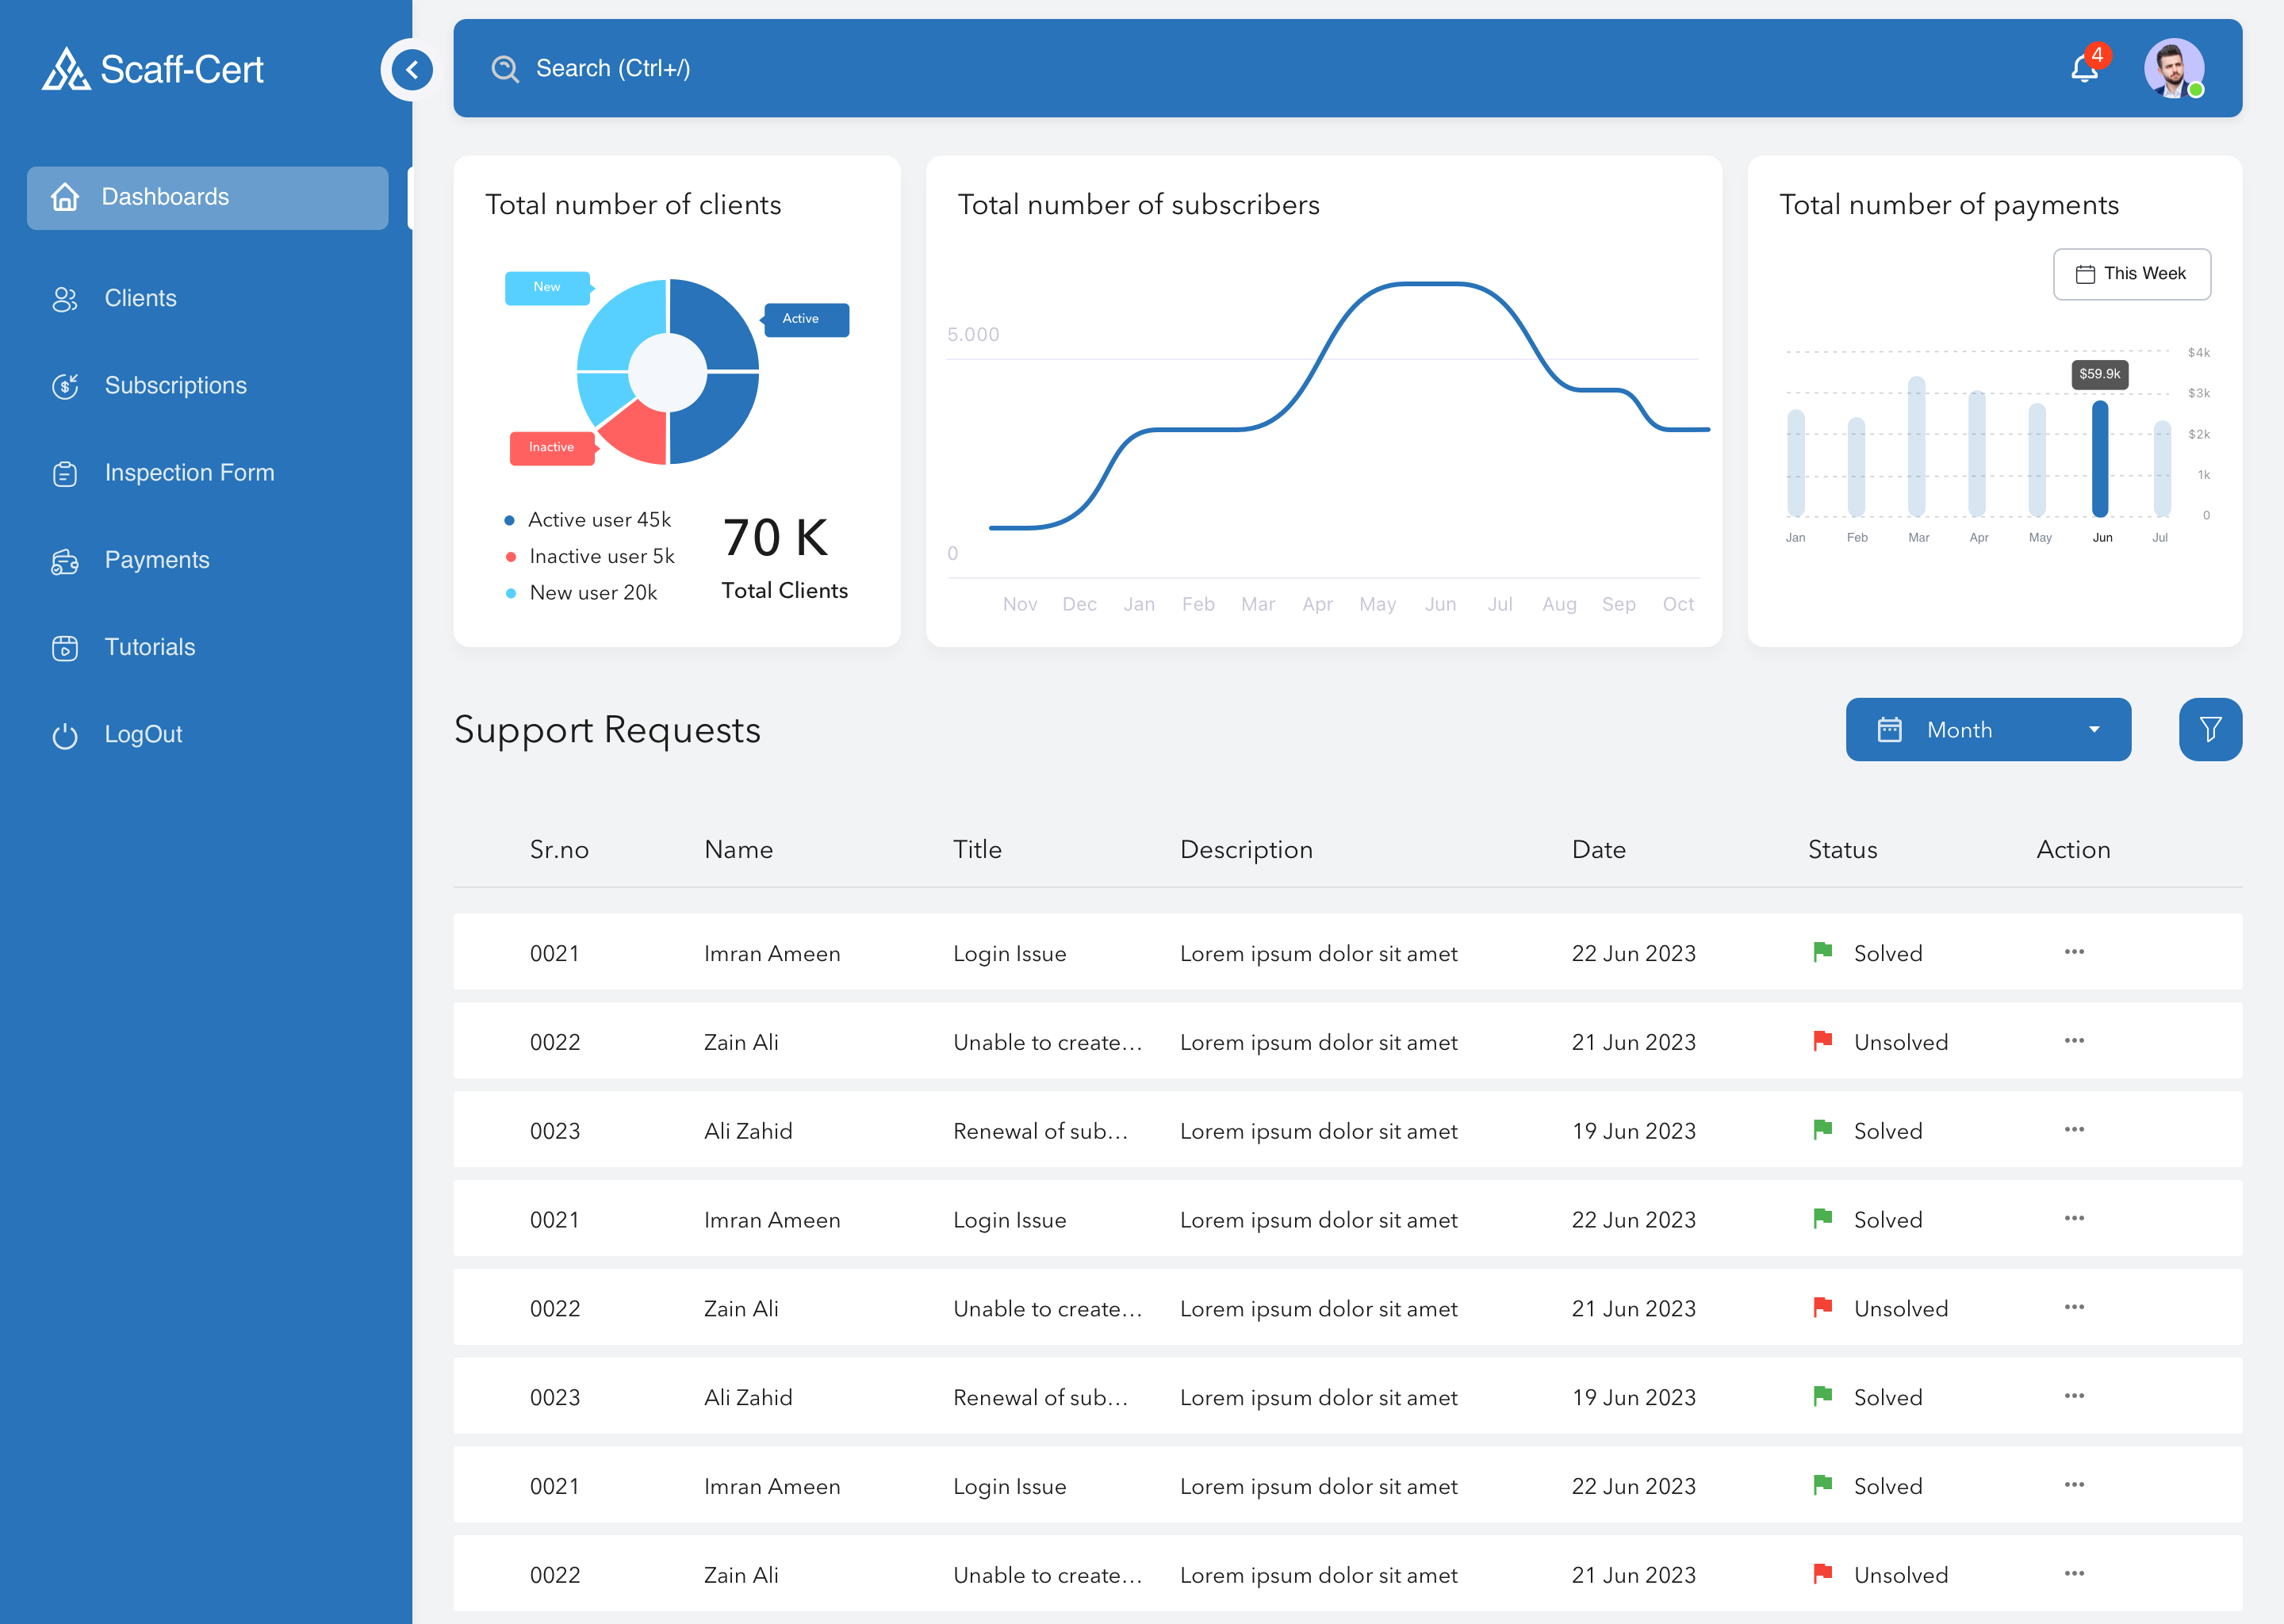 Scaff-Cert
Search (Ctrl+/)
4
Dashboards
Clients
Subscriptions
Inspection Form
Payments
Tutorials
LogOut
Total number of clients
New
Active
Inactive
Active user 45k
Inactive user 5k
New user 20k
70 K
Total Clients
Total number of subscribers
5.000
0
Nov Dec Jan Feb Mar Apr May Jun Jul Aug Sep Oct
Total number of payments
This Week
$4k
$59.9k
$3k
$2k
1k
0
Jan Feb Mar Apr May Jun Jul
Support Requests
Month
Sr.no Name Title Description Date Status Action
0021 Imran Ameen Login Issue Lorem ipsum dolor sit amet 22 Jun 2023 Solved
0022 Zain Ali Unable to create... Lorem ipsum dolor sit amet 21 Jun 2023 Unsolved
0023 Ali Zahid Renewal of sub... Lorem ipsum dolor sit amet 19 Jun 2023 Solved
0021 Imran Ameen Login Issue Lorem ipsum dolor sit amet 22 Jun 2023 Solved
0022 Zain Ali Unable to create... Lorem ipsum dolor sit amet 21 Jun 2023 Unsolved
0023 Ali Zahid Renewal of sub... Lorem ipsum dolor sit amet 19 Jun 2023 Solved
0021 Imran Ameen Login Issue Lorem ipsum dolor sit amet 22 Jun 2023 Solved
0022 Zain Ali Unable to create... Lorem ipsum dolor sit amet 21 Jun 2023 Unsolved